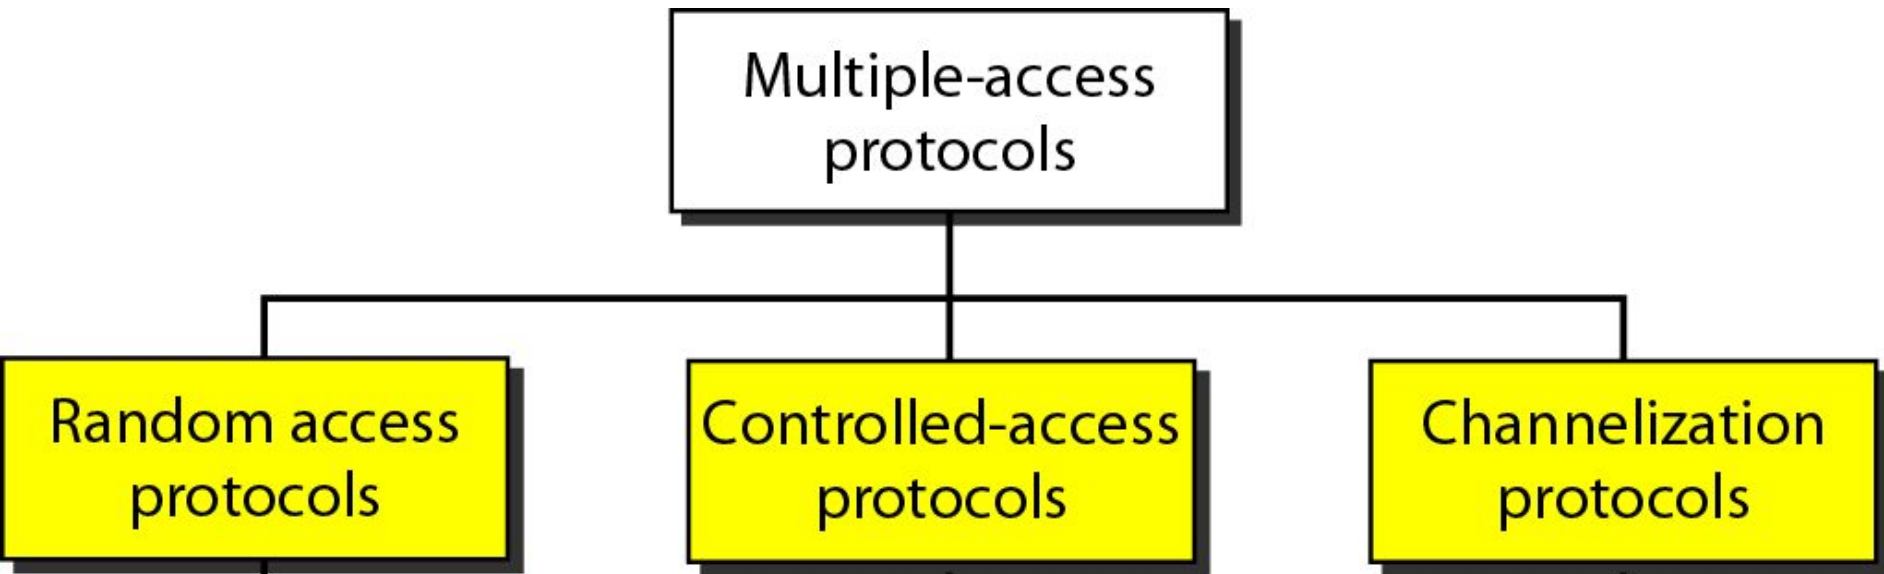 Multiple-access
protocols
Random access
protocols
Controlled-access
protocols
Channelization
protocols